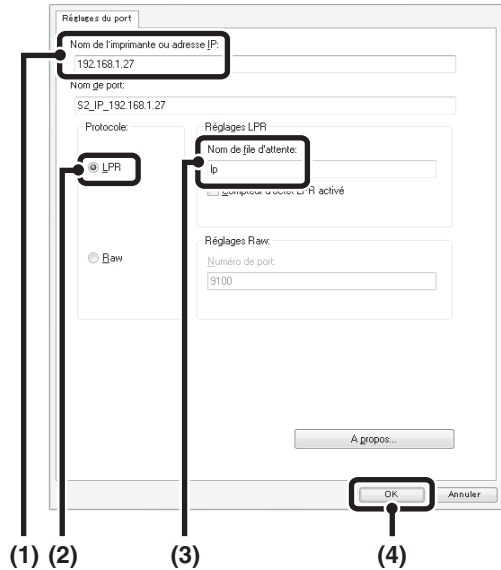 Réglages du port
Nom de l'imprimante ou adresse IP:
192.168.1.27
Nom de port:
S2_IP_192.168.1.27
Protocole:
LPR
Raw
Réglages LPR
Nom de file d'attente:
lp
Compteur d'octet LPR activé
Réglages Raw:
Numéro de port:
9100
A propos...
OK
Annuler
(1) (2) (3) (4)